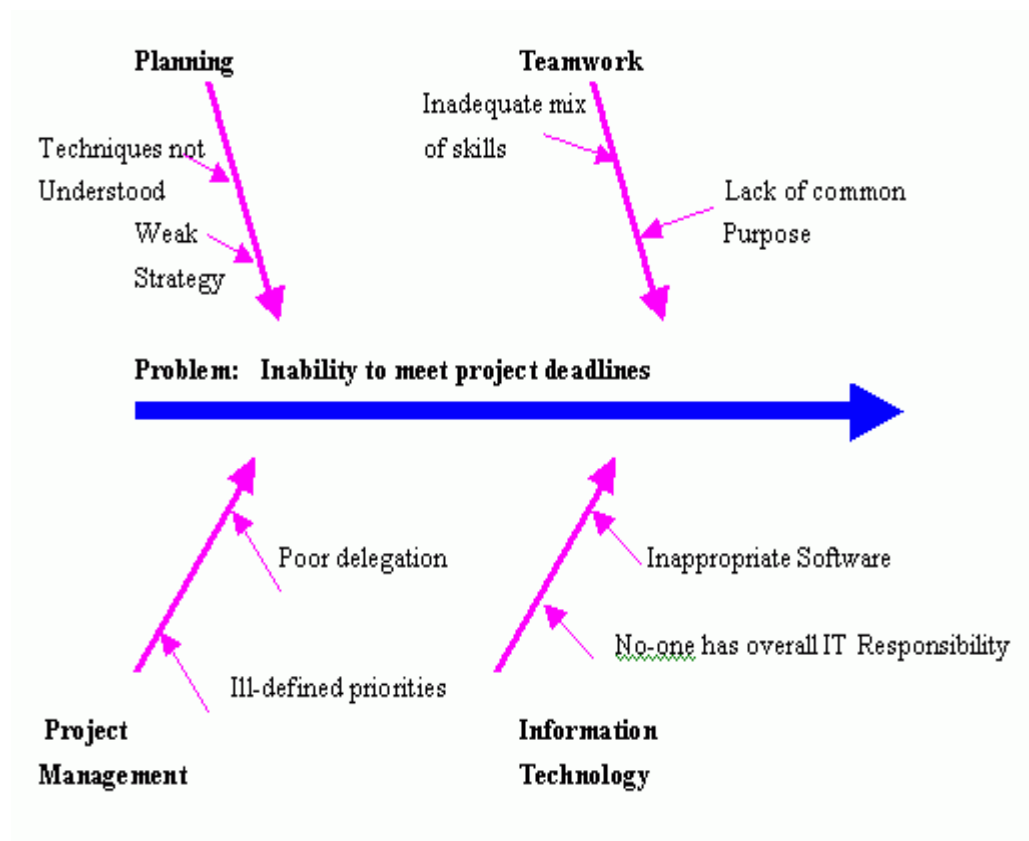 Planning
Techniques not
Understood
Weak
Strategy
Teamwork
Inadequate mix
of skills
Lack of common
Purpose
Problem: Inability to meet project deadlines
Poor delegation
Ill-defined priorities
Project
Management
Inappropriate Software
No-one has overall IT Responsibility
Information
Technology